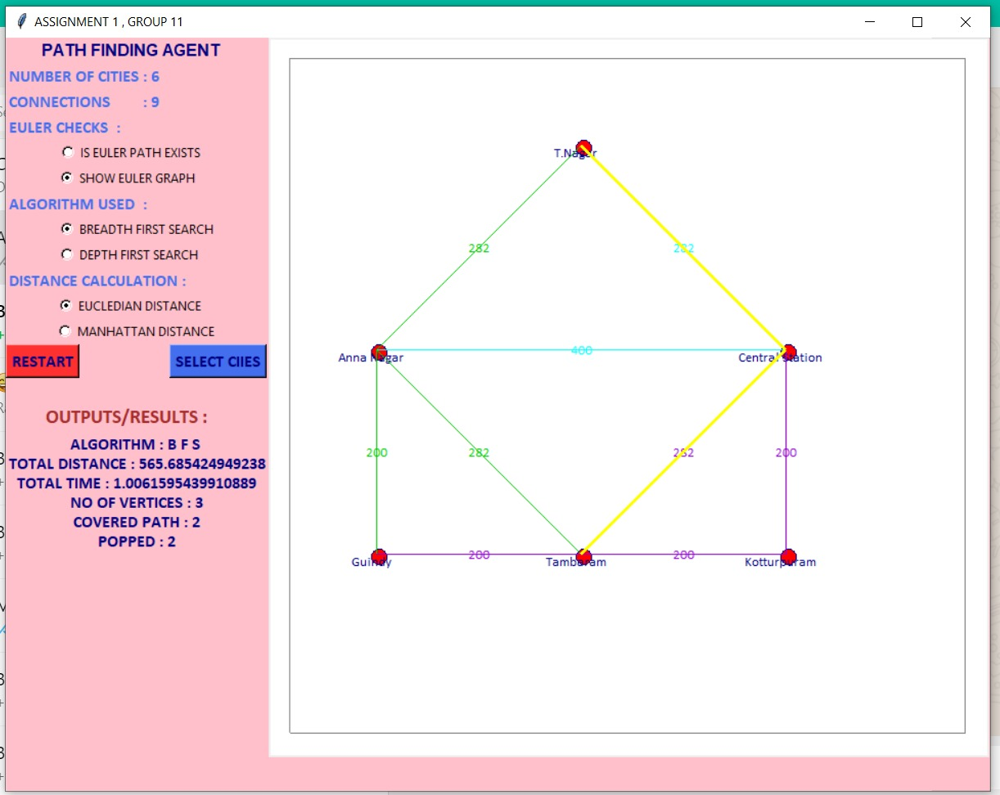 ASSIGNMENT 1 , GROUP 11
PATH FINDING AGENT
NUMBER OF CITIES : 6
CONNECTIONS : 9
EULER CHECKS :
IS EULER PATH EXISTS
SHOW EULER GRAPH
ALGORITHM USED :
BREADTH FIRST SEARCH
DEPTH FIRST SEARCH
DISTANCE CALCULATION :
EUCLEDIAN DISTANCE
MANHATTAN DISTANCE
RESTART
SELECT CIIES
OUTPUTS/RESULTS :
ALGORITHM : B F S
TOTAL DISTANCE : 565.685424949238
TOTAL TIME : 1.0061595439910889
NO OF VERTICES : 3
COVERED PATH : 2
POPPED : 2
T.Nagar
282
282
Anna Nagar
400
Central station
200
282
282
200
Guindy
200
Tambaram
200
Kotturpuram